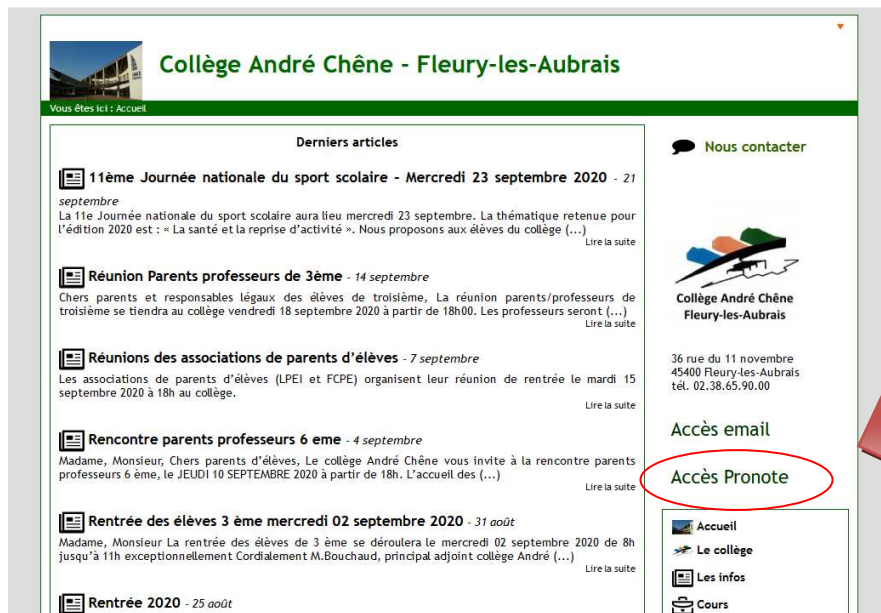 Collège André Chêne - Fleury-les-Aubrais
Vous êtes ici : Accueil
Derniers articles
11ème Journée nationale du sport scolaire – Mercredi 23 septembre 2020 - 21
septembre
La 11e Journée nationale du sport scolaire aura lieu mercredi 23 septembre. La thématique retenue pour
l'édition 2020 est : « La santé et la reprise d'activité ». Nous proposons aux élèves du collège (...)
Lire la suite
Réunion Parents professeurs de 3ème - 14 septembre
Chers parents et responsables légaux des élèves de troisième, La réunion parents/professeurs de
troisième se tiendra au collège vendredi 18 septembre 2020 à partir de 18h00. Les professeurs seront (...)
Lire la suite
Réunions des associations de parents d'élèves - 7 septembre
Les associations de parents d'élèves (LPEI et FCPE) organisent leur réunion de rentrée le mardi 15
septembre 2020 à 18h au collège.
Lire la suite
Rencontre parents professeurs 6 eme - 4 septembre
Madame, Monsieur, Chers parents d'élèves, Le collège André Chêne vous invite à la rencontre parents
professeurs 6 ème, le JEUDI 10 SEPTEMBRE 2020 à partir de 18h. L'accueil des (...)
Lire la suite
Rentrée des élèves 3 ème mercredi 02 septembre 2020 - 31 août
Madame, Monsieur La rentrée des élèves de 3 ème se déroulera le mercredi 02 septembre 2020 de 8h
jusqu'à 11h exceptionnellement Cordialement M.Bouchaud, principal adjoint collège André (...)
Lire la suite
Rentrée 2020 - 25 août
Nous contacter
Collège André Chêne
Fleury-les-Aubrais
36 rue du 11 novembre
45400 Fleury-les-Aubrais
tél. 02.38.65.90.00
Accès email
Accès Pronote
Accueil
Le collège
Les infos
Cours